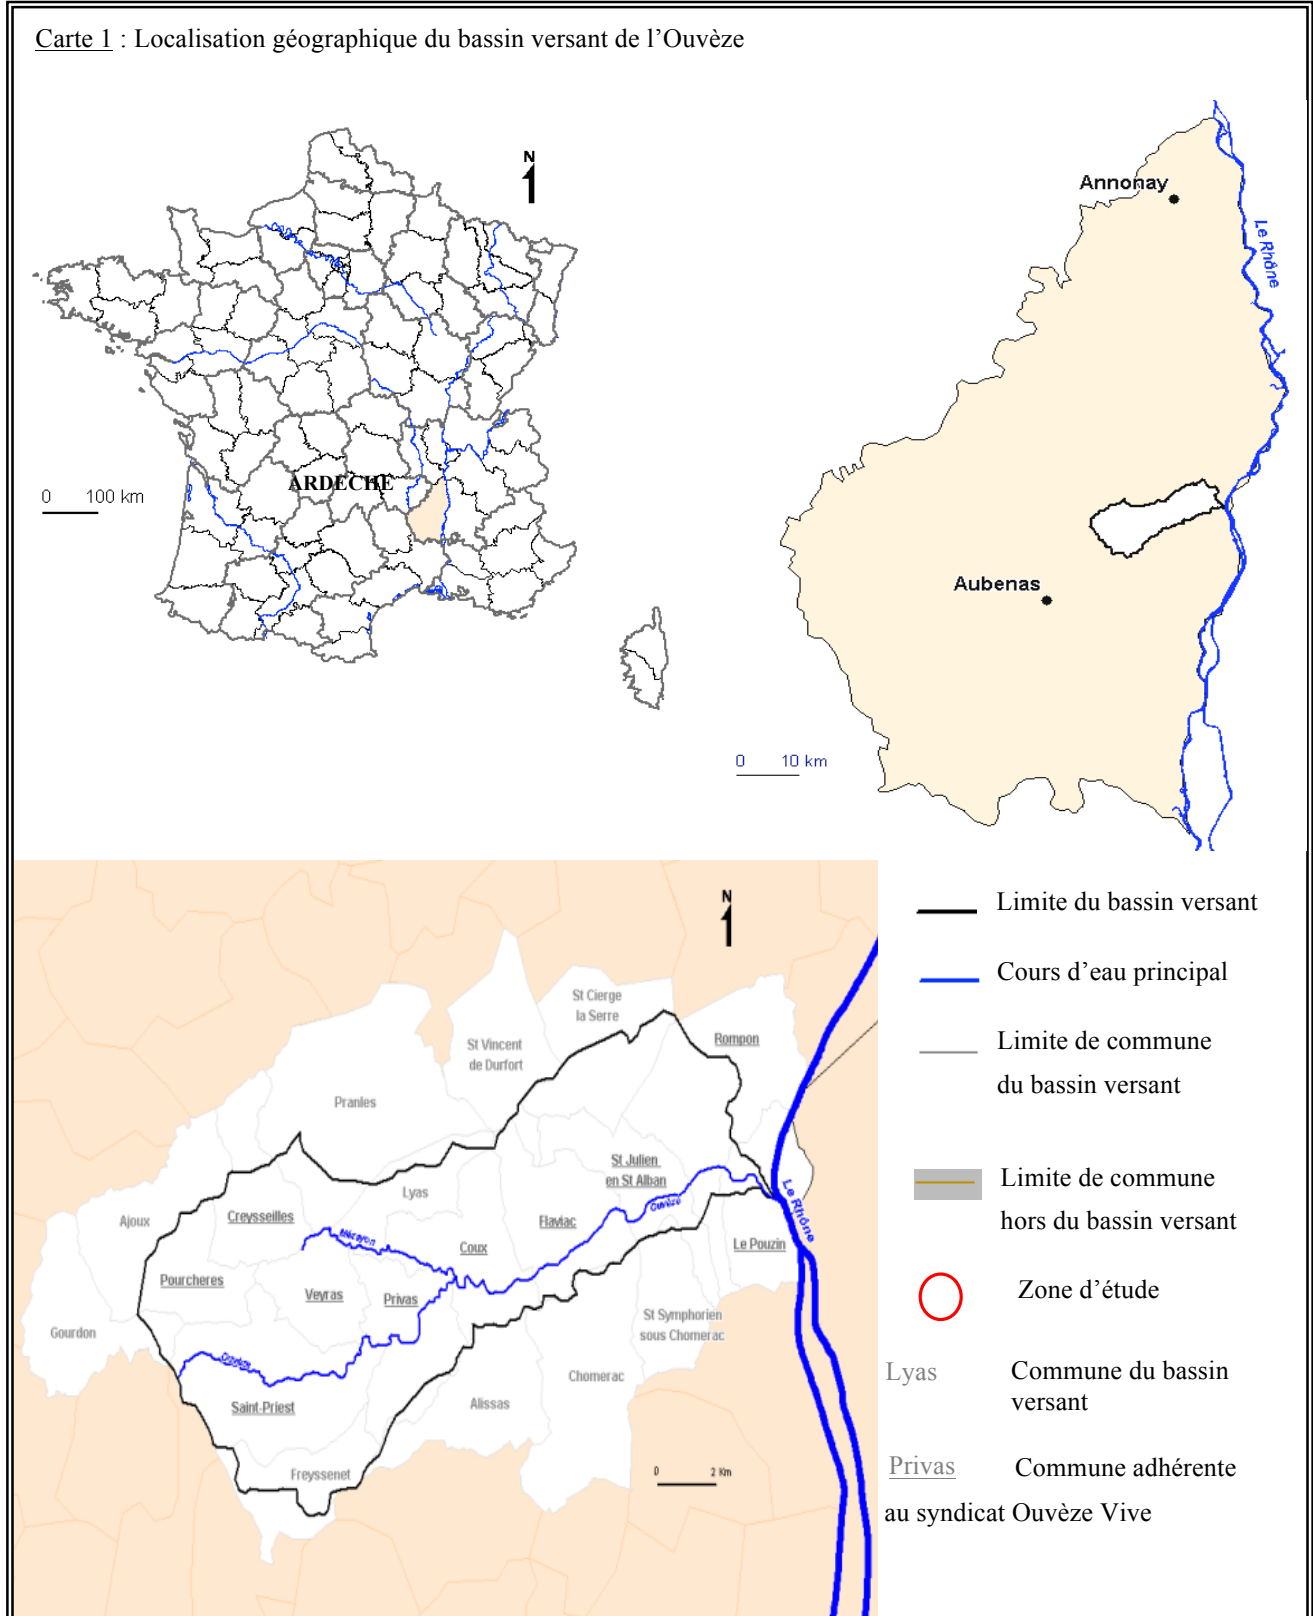 Carte 1 : Localisation géographique du bassin versant de l'Ouvèze
N
ARDECHE
0 100 km
Annonay
Le Rhône
Aubenas
0 10 km
N
St Cierge
la Serre
Rompon
St Vincent
de Durfort
Pranles
St Julien
en St Alban
Lyas
Ajoux
Creysseilles
Ouvèze
Le Rhône
Flaviac
Mézayon
Coux
Le Pouzin
Pourcheres
Veyras
Privas
Gourdon
St Symphorien
sous Chomerac
Ouvèze
Chomerac
Saint-Priest
Alissas
Freyssenet
0 2 Km
Limite du bassin versant
Cours d'eau principal
Limite de commune
du bassin versant
Limite de commune
hors du bassin versant
Zone d'étude
Lyas Commune du bassin
versant
Privas Commune adhérente
au syndicat Ouvèze Vive